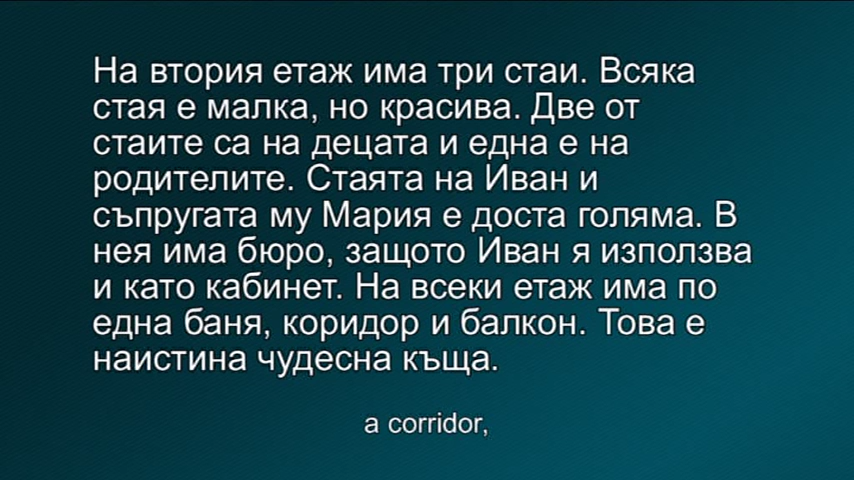 На втория етаж има три стаи. Всяка
стая е малка, но красива. Две от
стаите са на децата и една е на
родителите. Стаята на Иван и
съпругата му Мария е доста голяма. В
нея има бюро, защото Иван я използва
и като кабинет. На всеки етаж има по
една баня, коридор и балкон. Това е
наистина чудесна къща.
a corridor,